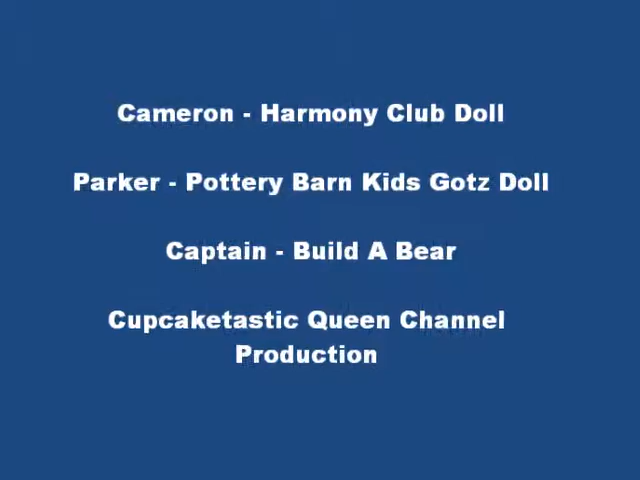 Cameron - Harmony Club Doll
Parker - Pottery Barn Kids Gotz Doll
Captain - Build A Bear
Cupcaketastic Queen Channel
Production